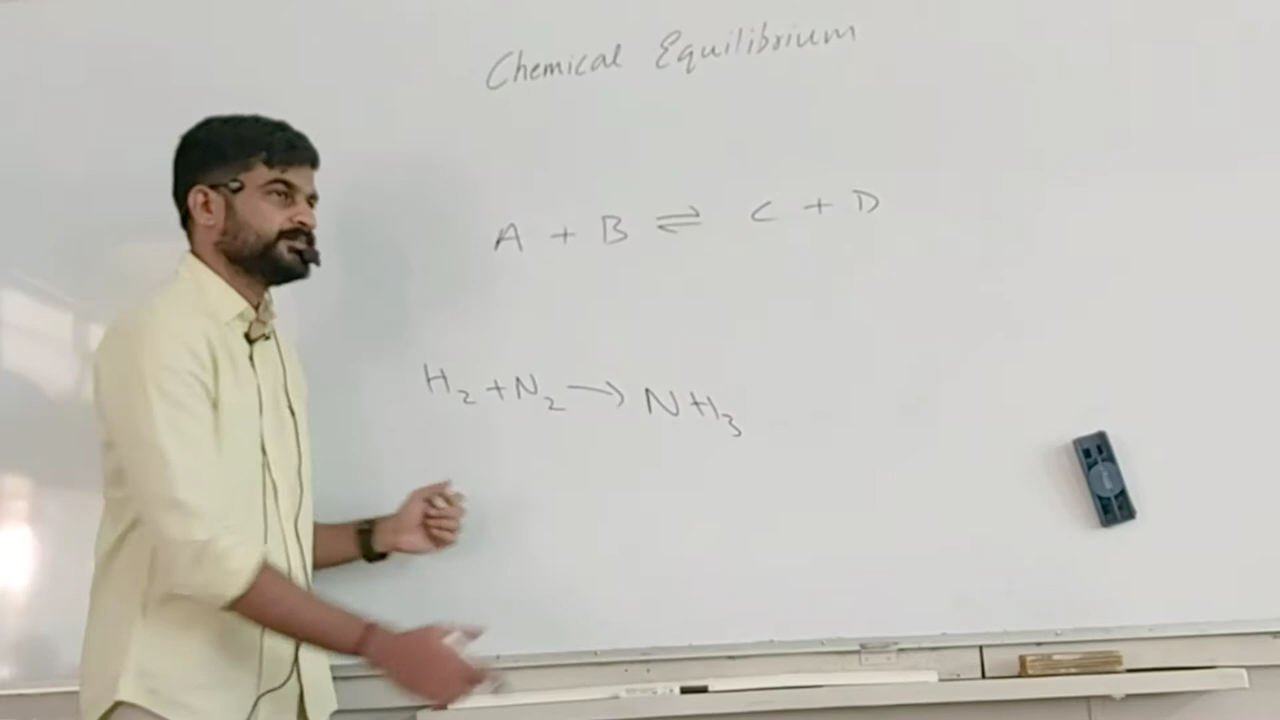 Chemical Equilibrium
A + B ⇌ C + D
H₂ + N₂ → NH₃